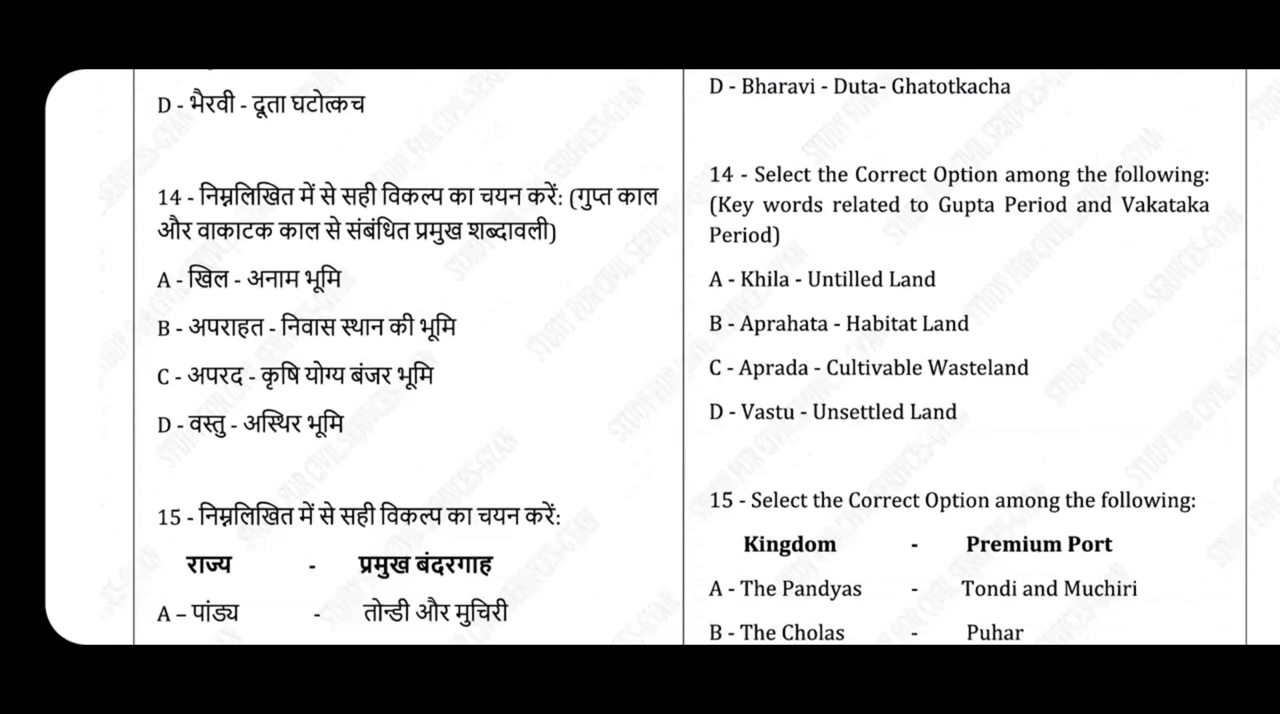 D - भैरवी - दूता घटोत्कच
14 - निम्नलिखित में से सही विकल्प का चयन करें: (गुप्त काल
और वाकाटक काल से संबंधित प्रमुख शब्दावली)
A - खिल - अनाम भूमि
B - अपराहत - निवास स्थान की भूमि
C - अपरद - कृषि योग्य बंजर भूमि
D - वस्तु - अस्थिर भूमि
15 - निम्नलिखित में से सही विकल्प का चयन करें:
राज्य - प्रमुख बंदरगाह
A – पांड्य - तोन्डी और मुचिरी
D - Bharavi - Duta- Ghatotkacha
14 - Select the Correct Option among the following:
(Key words related to Gupta Period and Vakataka
Period)
A - Khila - Untilled Land
B - Aprahata - Habitat Land
C - Aprada - Cultivable Wasteland
D - Vastu - Unsettled Land
15 - Select the Correct Option among the following:
Kingdom - Premium Port
A - The Pandyas - Tondi and Muchiri
B - The Cholas - Puhar